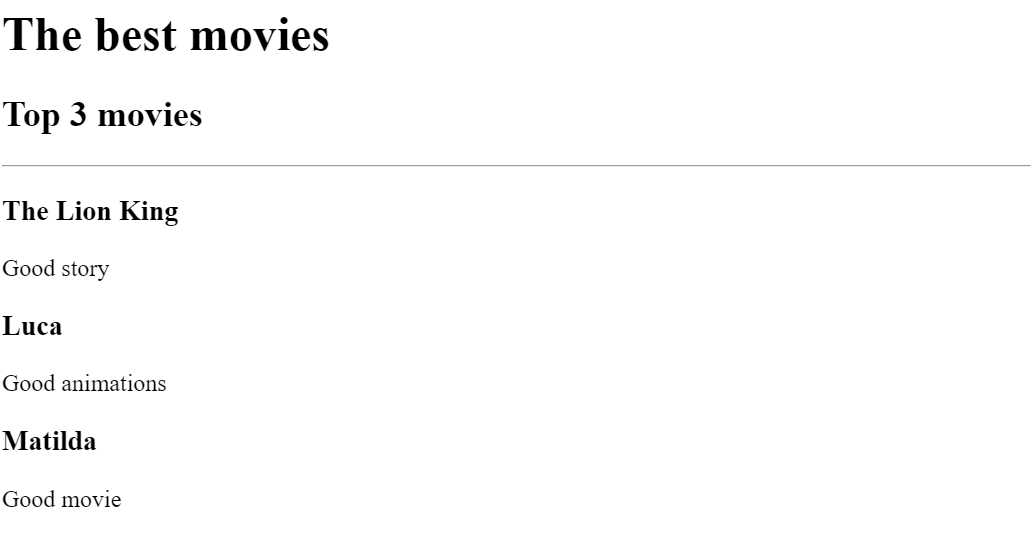 The best movies
Top 3 movies
The Lion King
Good story
Luca
Good animations
Matilda
Good movie